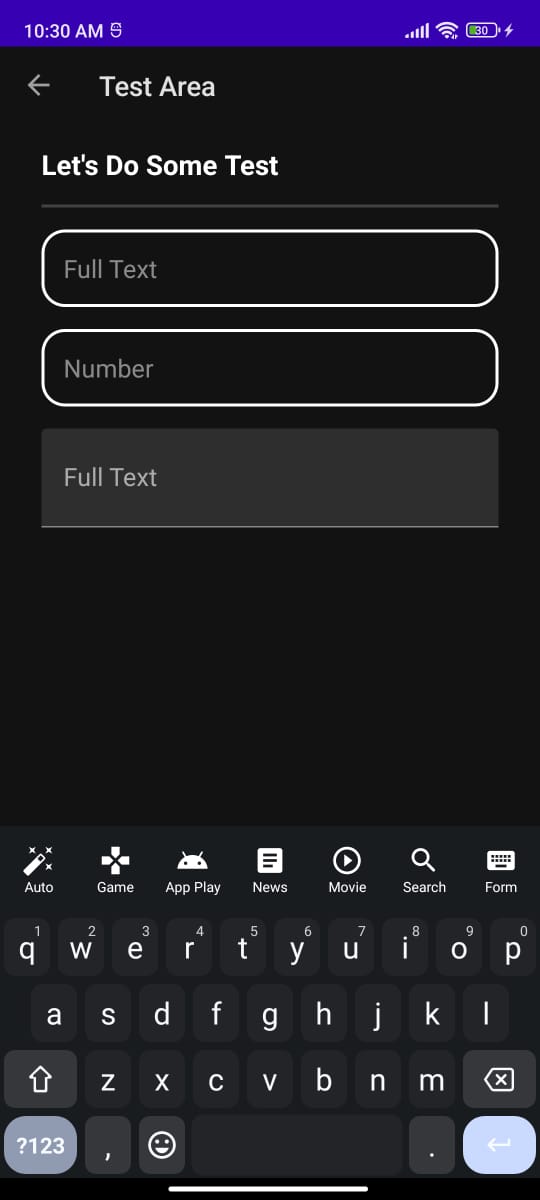 10:30 AM
30
Test Area
Let's Do Some Test
Full Text
Number
Full Text
Auto Game App Play News Movie Search Form
1 2 3 4 5 6 7 8 9 0
q w e r t y u i o p
a s d f g h j k l
z x c v b n m
?123 , .